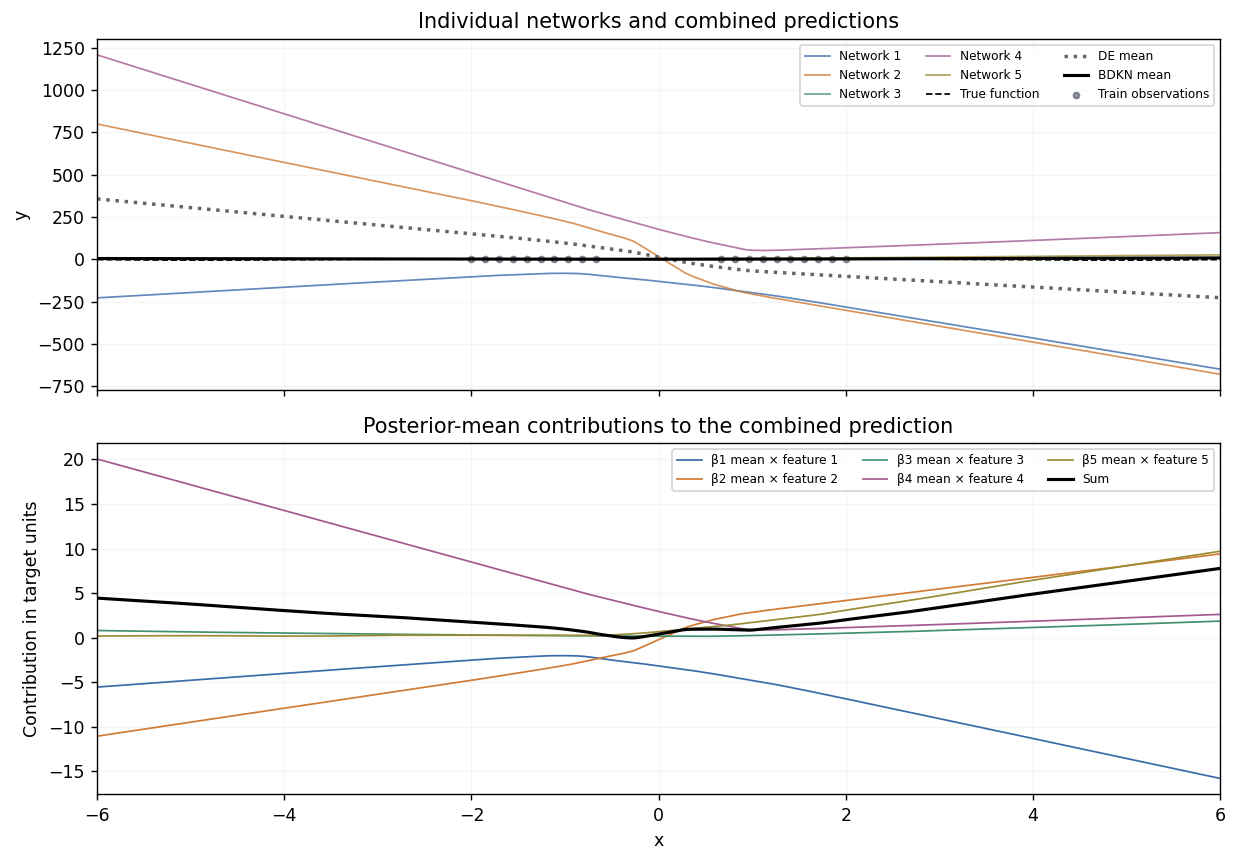 Individual networks and combined predictions
y
1250
1000
750
500
250
0
−250
−500
−750
Network 1
Network 2
Network 3
Network 4
Network 5
True function
DE mean
BDKN mean
Train observations
Posterior-mean contributions to the combined prediction
Contribution in target units
20
15
10
5
0
−5
−10
−15
β1 mean × feature 1
β2 mean × feature 2
β3 mean × feature 3
β4 mean × feature 4
β5 mean × feature 5
Sum
−6 −4 −2 0 2 4 6
x